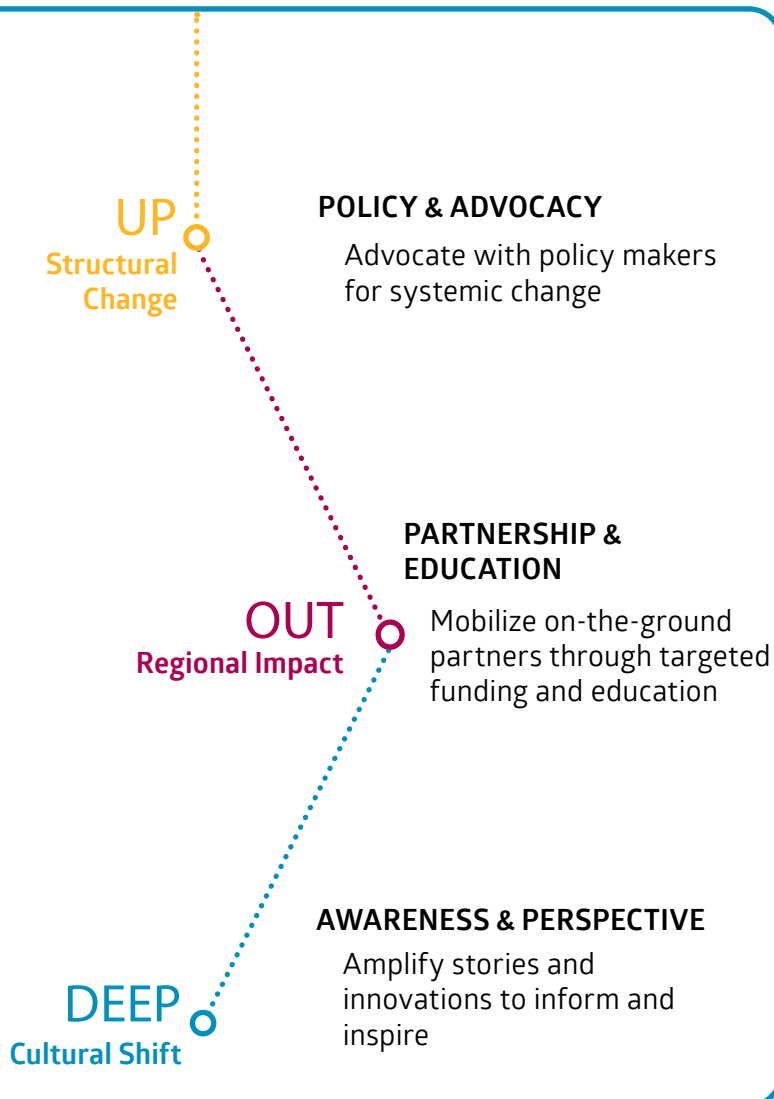 UP
Structural
Change
POLICY & ADVOCACY
Advocate with policy makers
for systemic change
OUT
Regional Impact
PARTNERSHIP &
EDUCATION
Mobilize on-the-ground
partners through targeted
funding and education
DEEP
Cultural Shift
AWARENESS & PERSPECTIVE
Amplify stories and
innovations to inform and
inspire